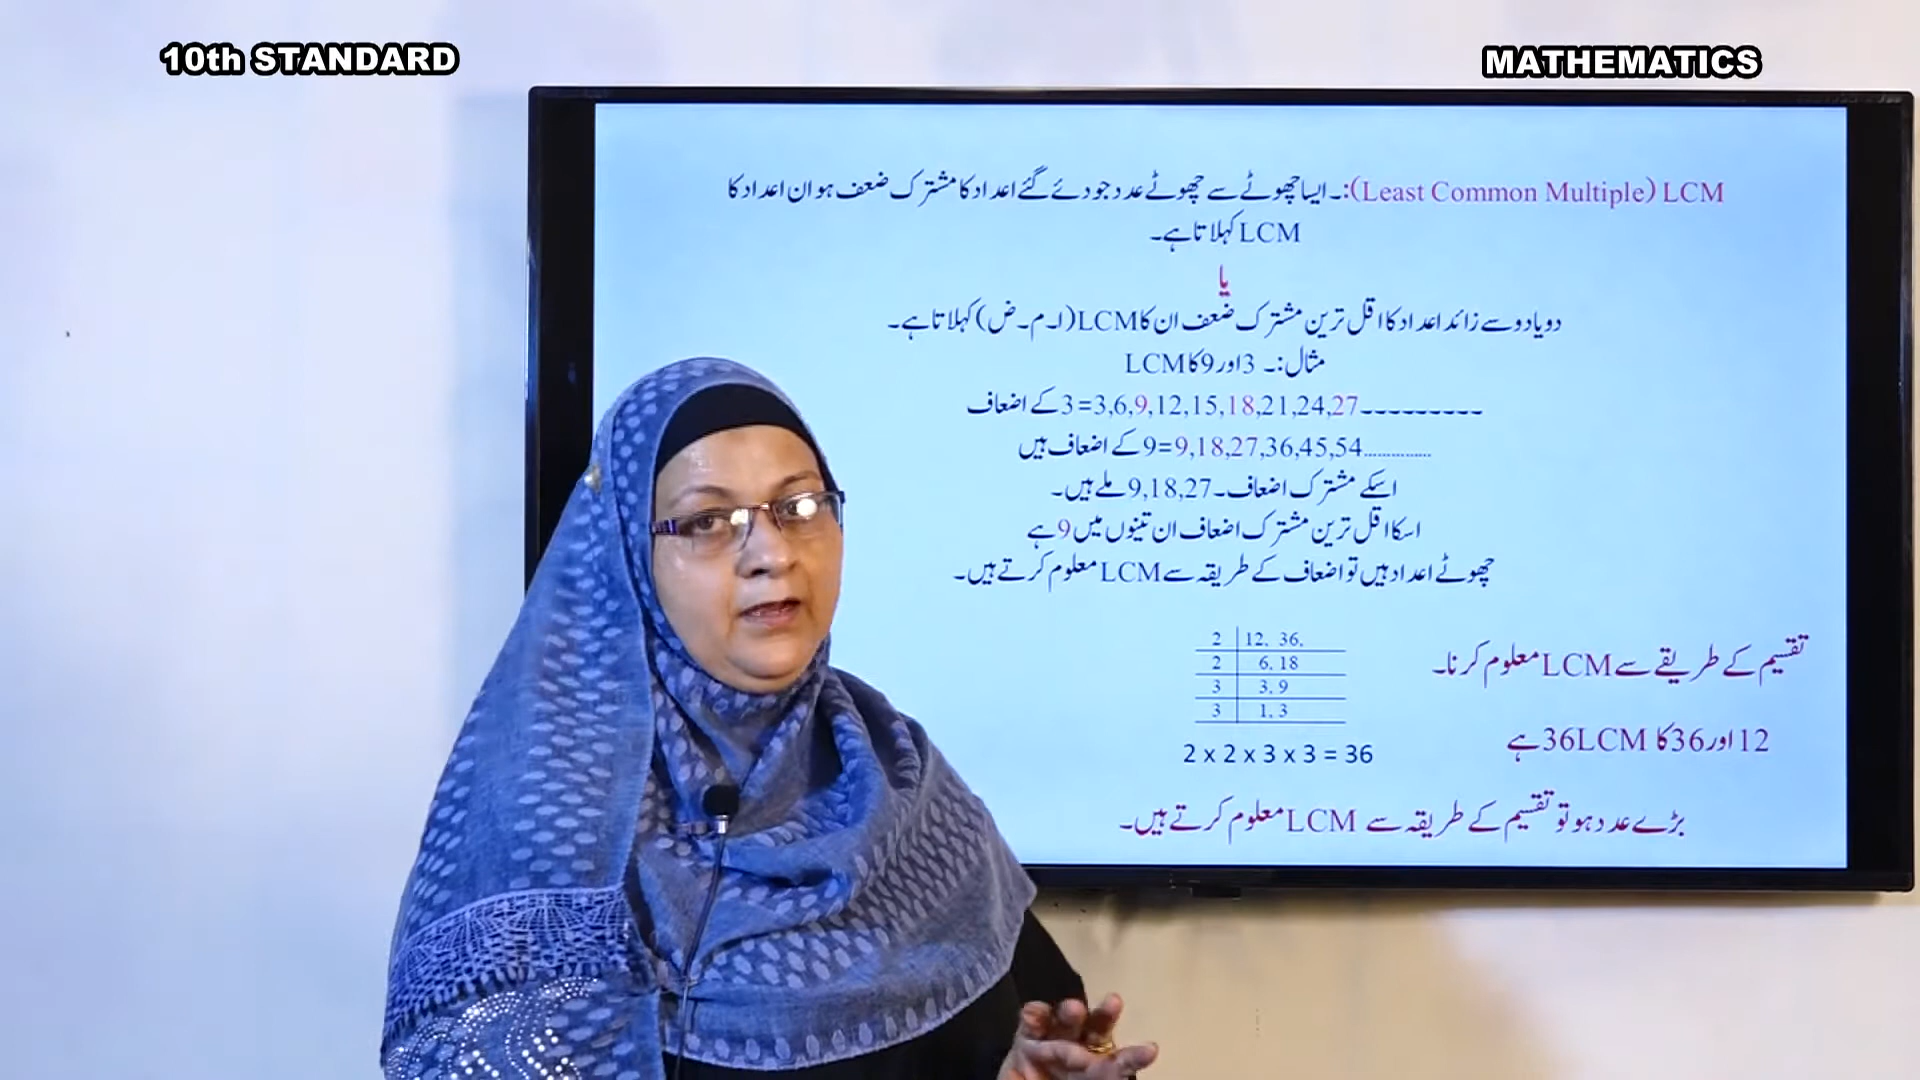 10th STANDARD
MATHEMATICS
LCM (Least Common Multiple):۔ ایسا چھوٹے سے چھوٹے عدد جو دئے گئے اعداد کا مشترک ضعف ہو ان اعداد کا
LCM کہلاتا ہے۔
یا
دو یا دو سے زائد اعداد کا اقل ترین مشترک ضعف ان کا LCM (ا۔م۔ض) کہلاتا ہے۔
مثال:۔ 3 اور 9 کا LCM
3=3,6,9,12,15,18,21,24,27--------- کے اضعاف
9=9,18,27,36,45,54............... کے اضعاف ہیں
اسکے مشترک اضعاف۔ 9,18,27 ملے ہیں۔
اسکا اقل ترین مشترک اضعاف ان تینوں میں 9 ہے
چھوٹے اعداد ہیں تو اضعاف کے طریقہ سے LCM معلوم کرتے ہیں۔
تقسیم کے طریقے سے LCM معلوم کرنا۔
2 | 12, 36,
2 | 6, 18
3 | 3, 9
3 | 1, 3
2 x 2 x 3 x 3 = 36
12 اور 36 کا LCM 36 ہے
بڑے عدد ہو تو تقسیم کے طریقہ سے LCM معلوم کرتے ہیں۔